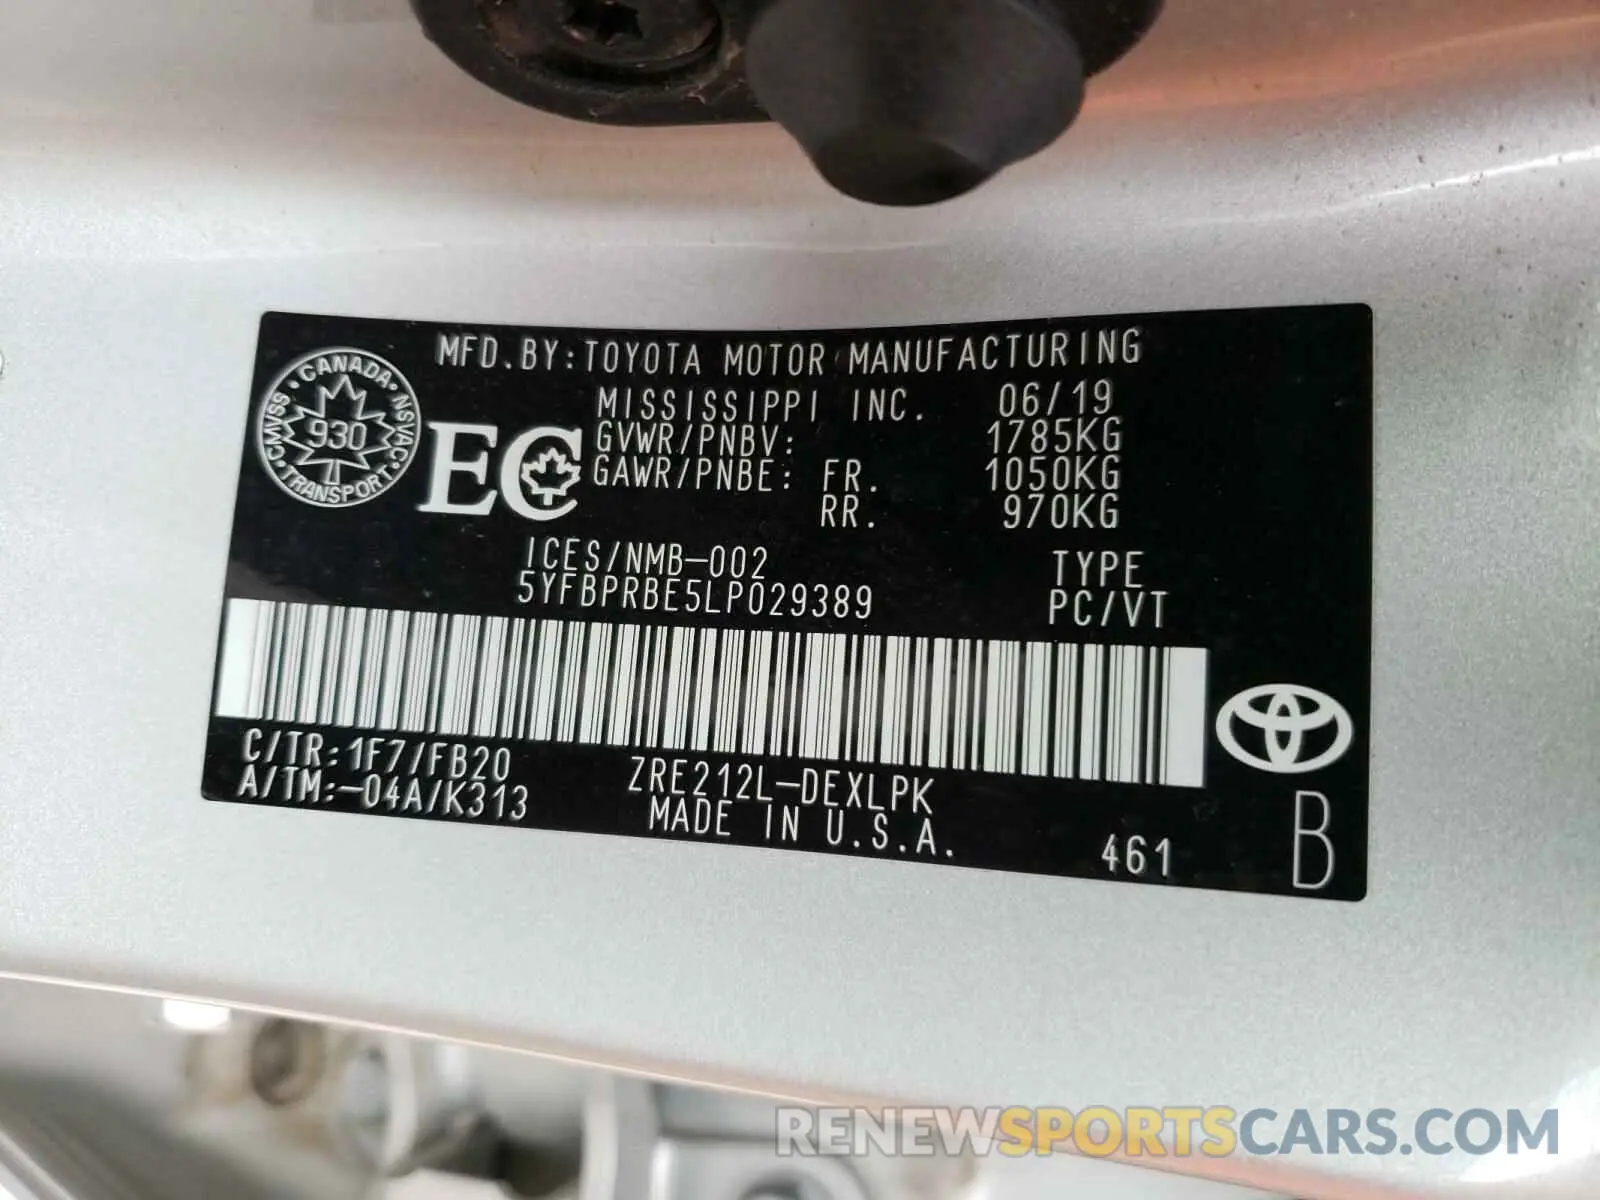 MFD.BY:TOYOTA MOTOR MANUFACTURING
MISSISSIPPI INC. 06/19
GVWR/PNBV: 1785KG
GAWR/PNBE: FR. 1050KG
RR. 970KG
CANADA
CMVSS NSVAC
930
TRANSPORT
EC
ICES/NMB-002
5YFBPRBE5LP029389
TYPE
PC/VT
C/TR:1F7/FB20
A/TM:-04A/K313
ZRE212L-DEXLPK
MADE IN U.S.A.
461
B
RENEWSPORTSCARS.COM